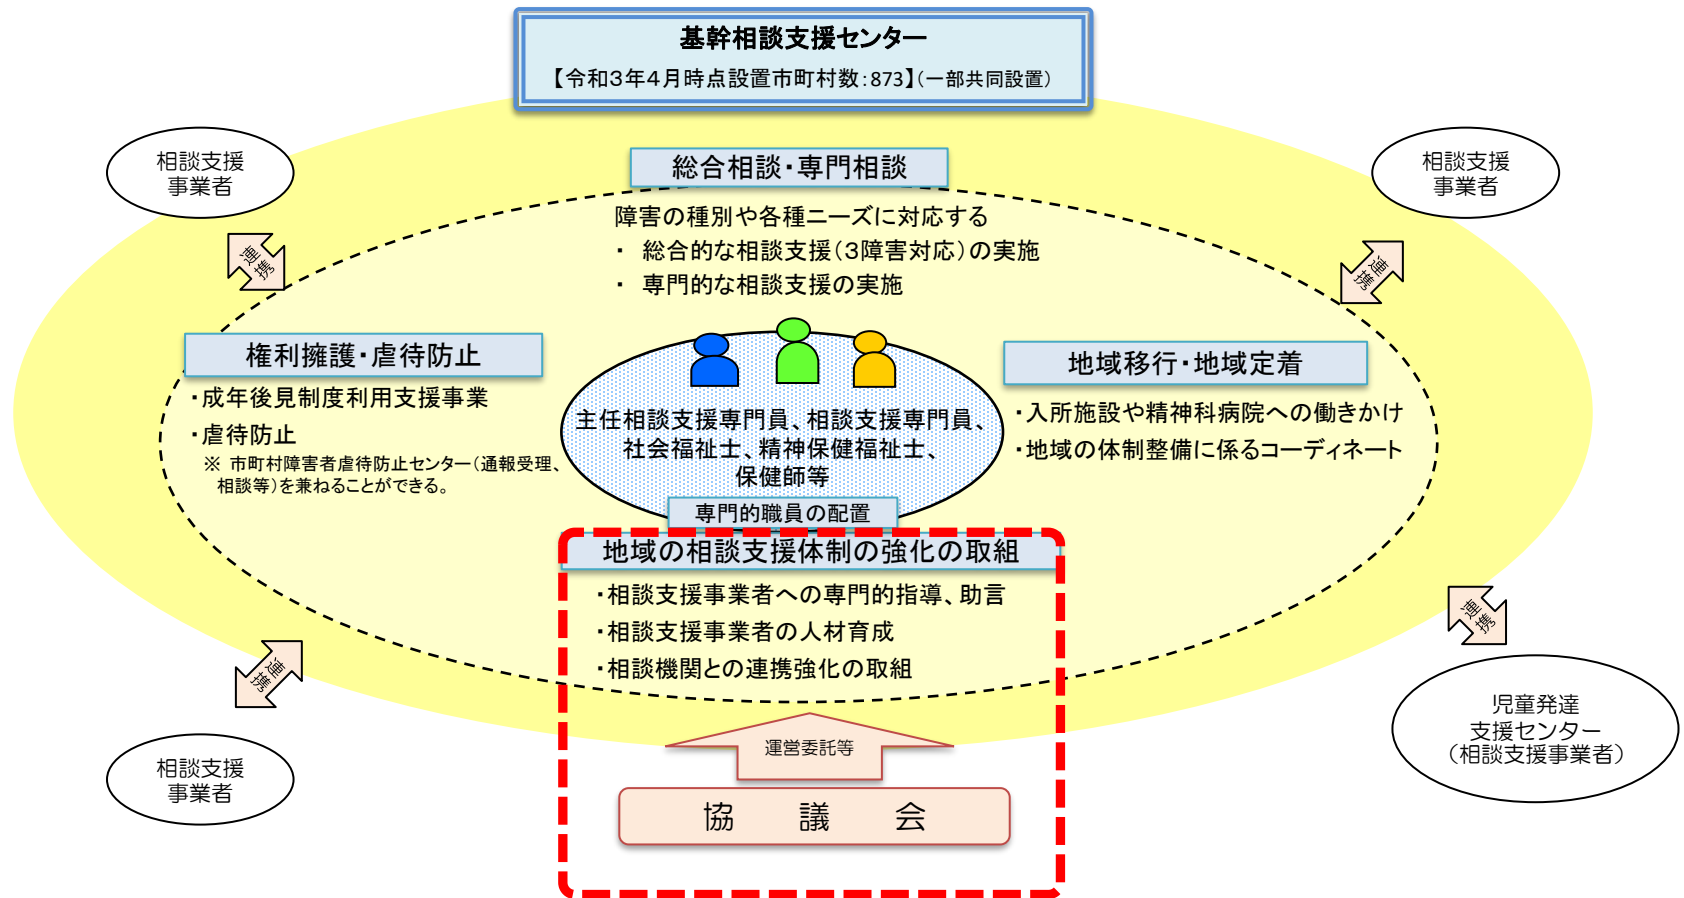 基幹相談支援センター
【令和3年4月時点設置市町村数:873】(一部共同設置)
相談支援
事業者
相談支援
事業者
総合相談・専門相談
障害の種別や各種ニーズに対応する
・ 総合的な相談支援(3障害対応)の実施
・ 専門的な相談支援の実施
連携
連携
権利擁護・虐待防止
・成年後見制度利用支援事業
・虐待防止
※ 市町村障害者虐待防止センター(通報受理、
相談等)を兼ねることができる。
主任相談支援専門員、相談支援専門員、
社会福祉士、精神保健福祉士、
保健師等
専門的職員の配置
地域移行・地域定着
・入所施設や精神科病院への働きかけ
・地域の体制整備に係るコーディネート
地域の相談支援体制の強化の取組
・相談支援事業者への専門的指導、助言
・相談支援事業者の人材育成
・相談機関との連携強化の取組
連携
連携
相談支援
事業者
児童発達
支援センター
(相談支援事業者)
運営委託等
協 議 会